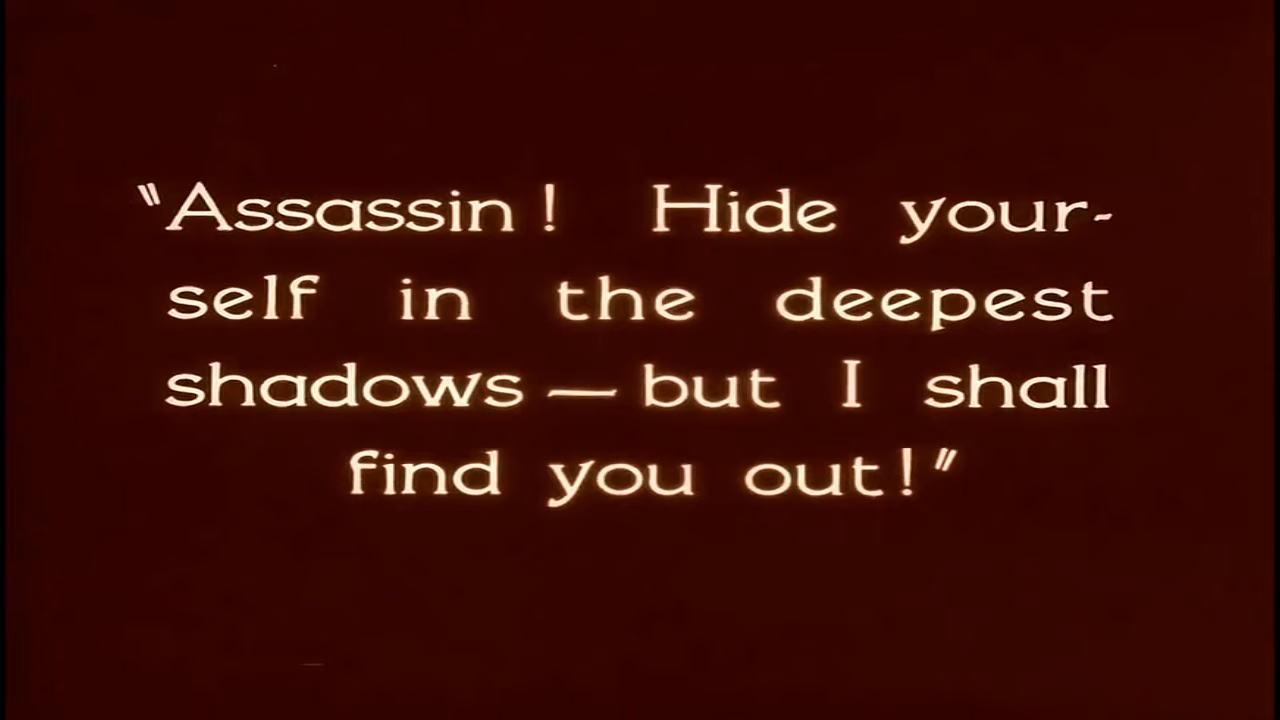 "Assassin! Hide your-
self in the deepest
shadows — but I shall
find you out!"